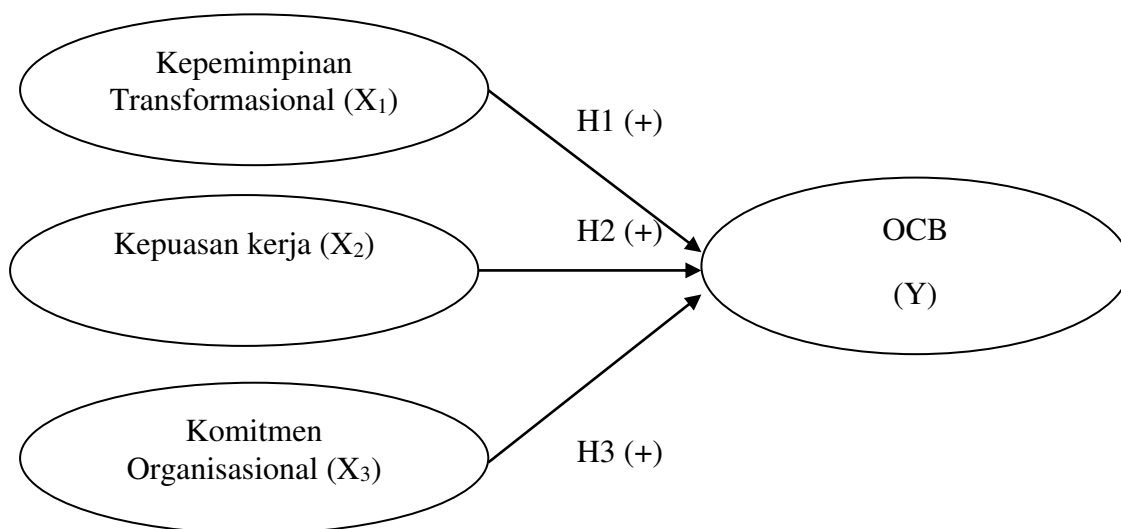 Kepemimpinan
Transformasional (X₁)
H1 (+)
Kepuasan kerja (X₂)
H2 (+)
OCB
(Y)
Komitmen
Organisasional (X₃)
H3 (+)